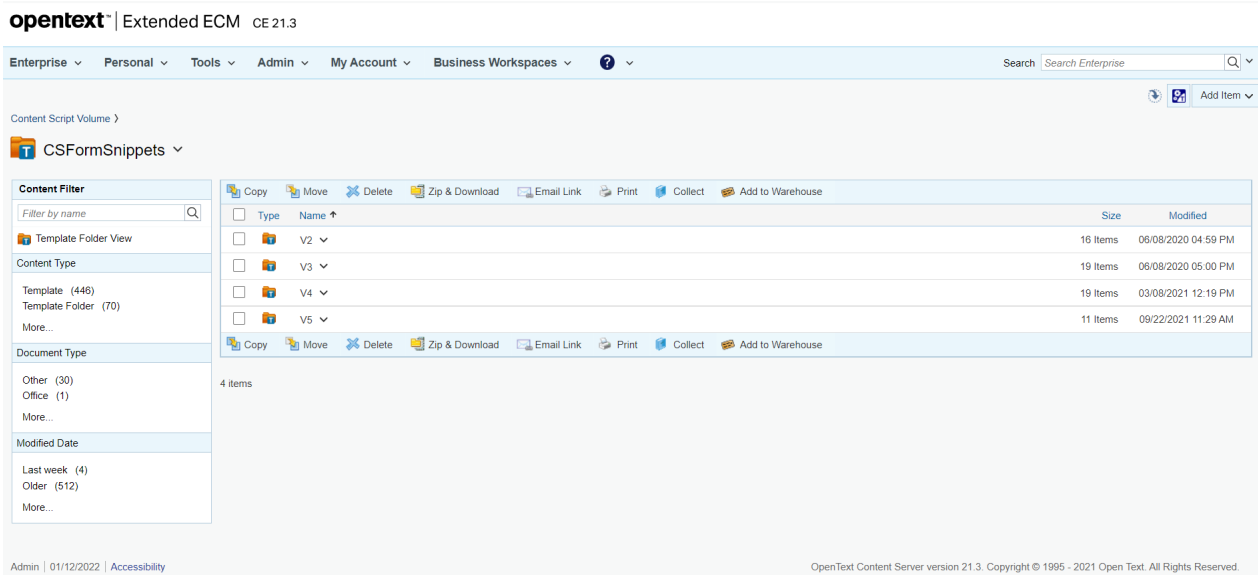 opentext™ | Extended ECM CE 21.3
Enterprise Personal Tools Admin My Account Business Workspaces ? Search Search Enterprise
Add Item
Content Script Volume
CSFormSnippets
Content Filter
Filter by name
Template Folder View
Content Type
Template (446)
Template Folder (70)
More...
Document Type
Other (30)
Office (1)
More...
Modified Date
Last week (4)
Older (512)
More...
Copy Move Delete Zip & Download Email Link Print Collect Add to Warehouse
Type Name Size Modified
V2 16 Items 06/08/2020 04:59 PM
V3 19 Items 06/08/2020 05:00 PM
V4 19 Items 03/08/2021 12:19 PM
V5 11 Items 09/22/2021 11:29 AM
Copy Move Delete Zip & Download Email Link Print Collect Add to Warehouse
4 items
Admin | 01/12/2022 | Accessibility
OpenText Content Server version 21.3. Copyright © 1995 - 2021 Open Text. All Rights Reserved.